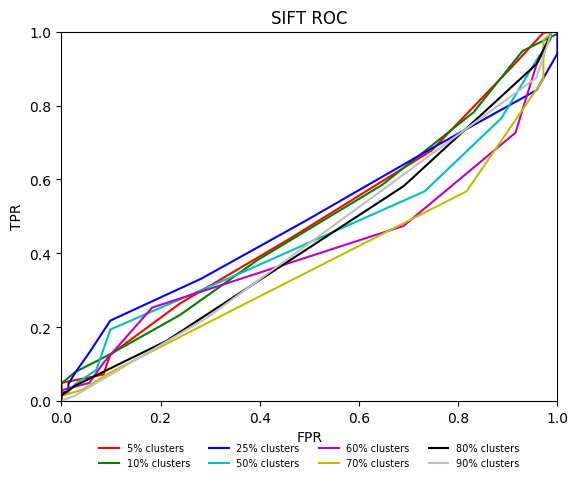 SIFT ROC
1.0
0.8
0.6
0.4
0.2
0.0
TPR
0.0 0.2 0.4 0.6 0.8 1.0
FPR
5% clusters 25% clusters 60% clusters 80% clusters
10% clusters 50% clusters 70% clusters 90% clusters